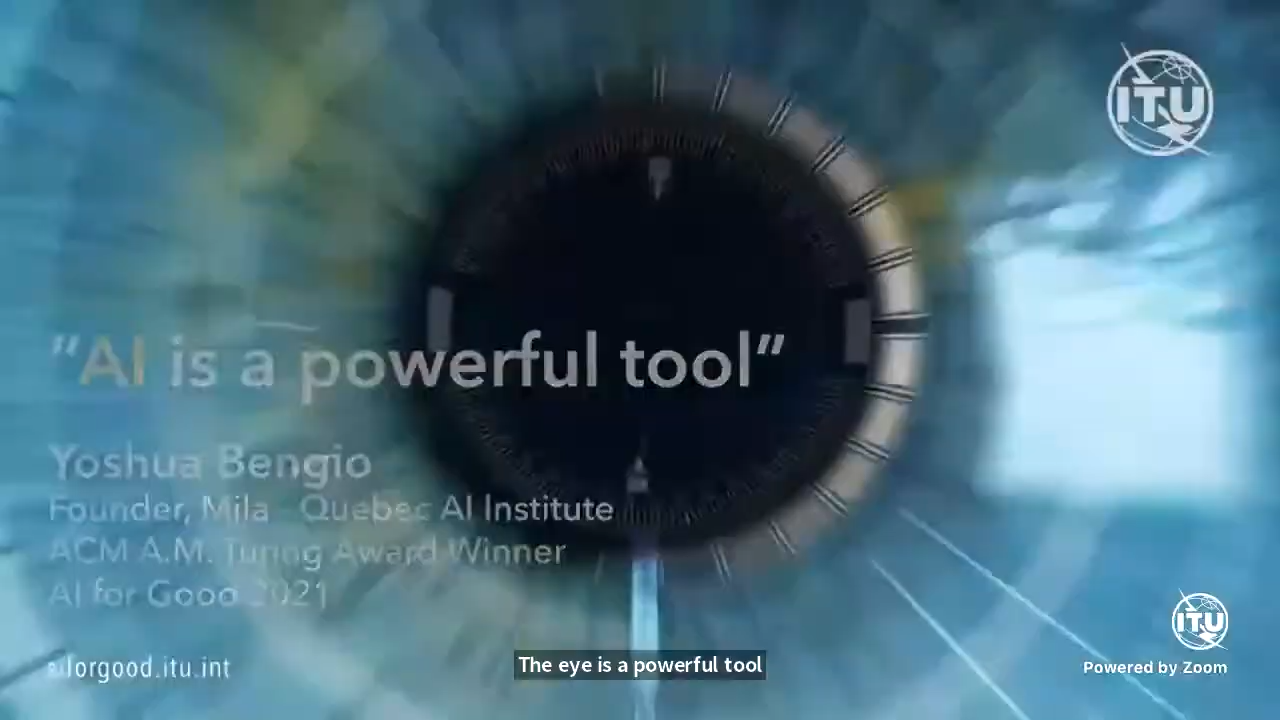 ITU
"AI is a powerful tool"
Yoshua Bengio
Founder, Mila - Quebec AI Institute
ACM A.M. Turing Award Winner
AI for Good 2021
aiforgood.itu.int
The eye is a powerful tool
ITU
Powered by Zoom